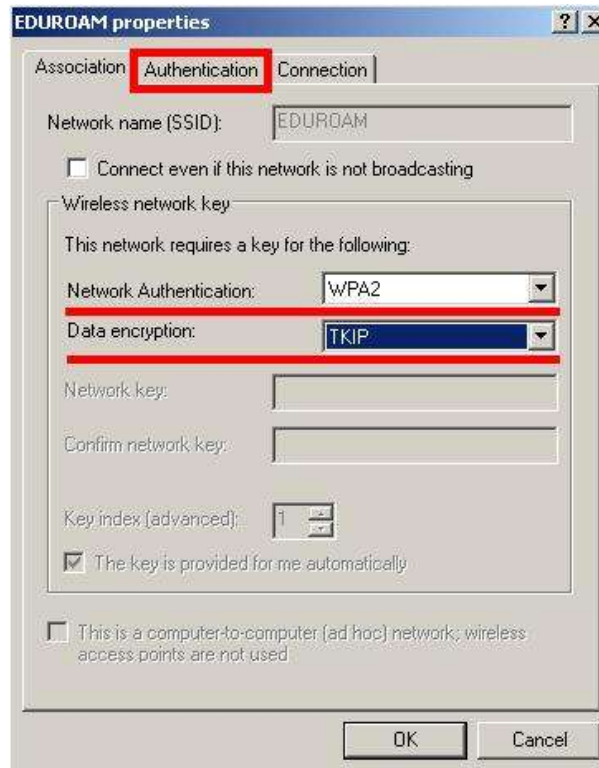 EDUROAM properties
Association Authentication Connection
Network name (SSID): EDUROAM
Connect even if this network is not broadcasting
Wireless network key
This network requires a key for the following:
Network Authentication: WPA2
Data encryption: TKIP
Network key:
Confirm network key:
Key index (advanced): 1
The key is provided for me automatically
This is a computer-to-computer (ad hoc) network; wireless
access points are not used
OK Cancel